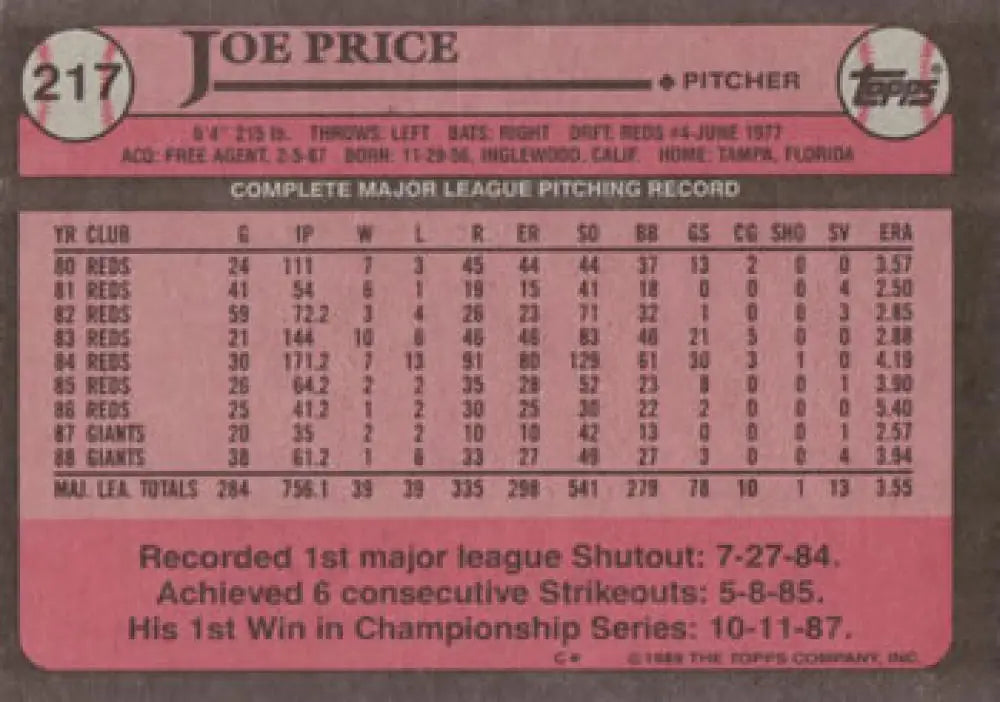 217
JOE PRICE
PITCHER
Topps®
6'4" 215 lb. THROWS: LEFT BATS: RIGHT DRFT: REDS #4-JUNE 1977
ACQ: FREE AGENT, 2-5-87 BORN: 11-29-56, INGLEWOOD, CALIF. HOME: TAMPA, FLORIDA
COMPLETE MAJOR LEAGUE PITCHING RECORD
YR CLUB G IP W L R ER SO BB GS CG SHO SV ERA
80 REDS 24 111 7 3 45 44 44 37 13 2 0 0 3.57
81 REDS 41 54 6 1 19 15 41 18 0 0 0 4 2.50
82 REDS 59 72.2 3 4 26 23 71 32 1 0 0 3 2.85
83 REDS 21 144 10 6 46 46 83 46 21 5 0 0 2.88
84 REDS 30 171.2 7 13 91 80 129 61 30 3 1 0 4.19
85 REDS 26 64.2 2 2 35 28 52 23 8 0 0 1 3.90
86 REDS 25 41.2 1 2 30 25 30 22 2 0 0 0 5.40
87 GIANTS 20 35 2 2 10 10 42 13 0 0 0 1 2.57
88 GIANTS 38 61.2 1 6 33 27 49 27 3 0 0 4 3.94
MAJ. LEA. TOTALS 284 756.1 39 39 335 298 541 279 78 10 1 13 3.55
Recorded 1st major league Shutout: 7-27-84.
Achieved 6 consecutive Strikeouts: 5-8-85.
His 1st Win in Championship Series: 10-11-87.
© 1989 THE TOPPS COMPANY, INC.